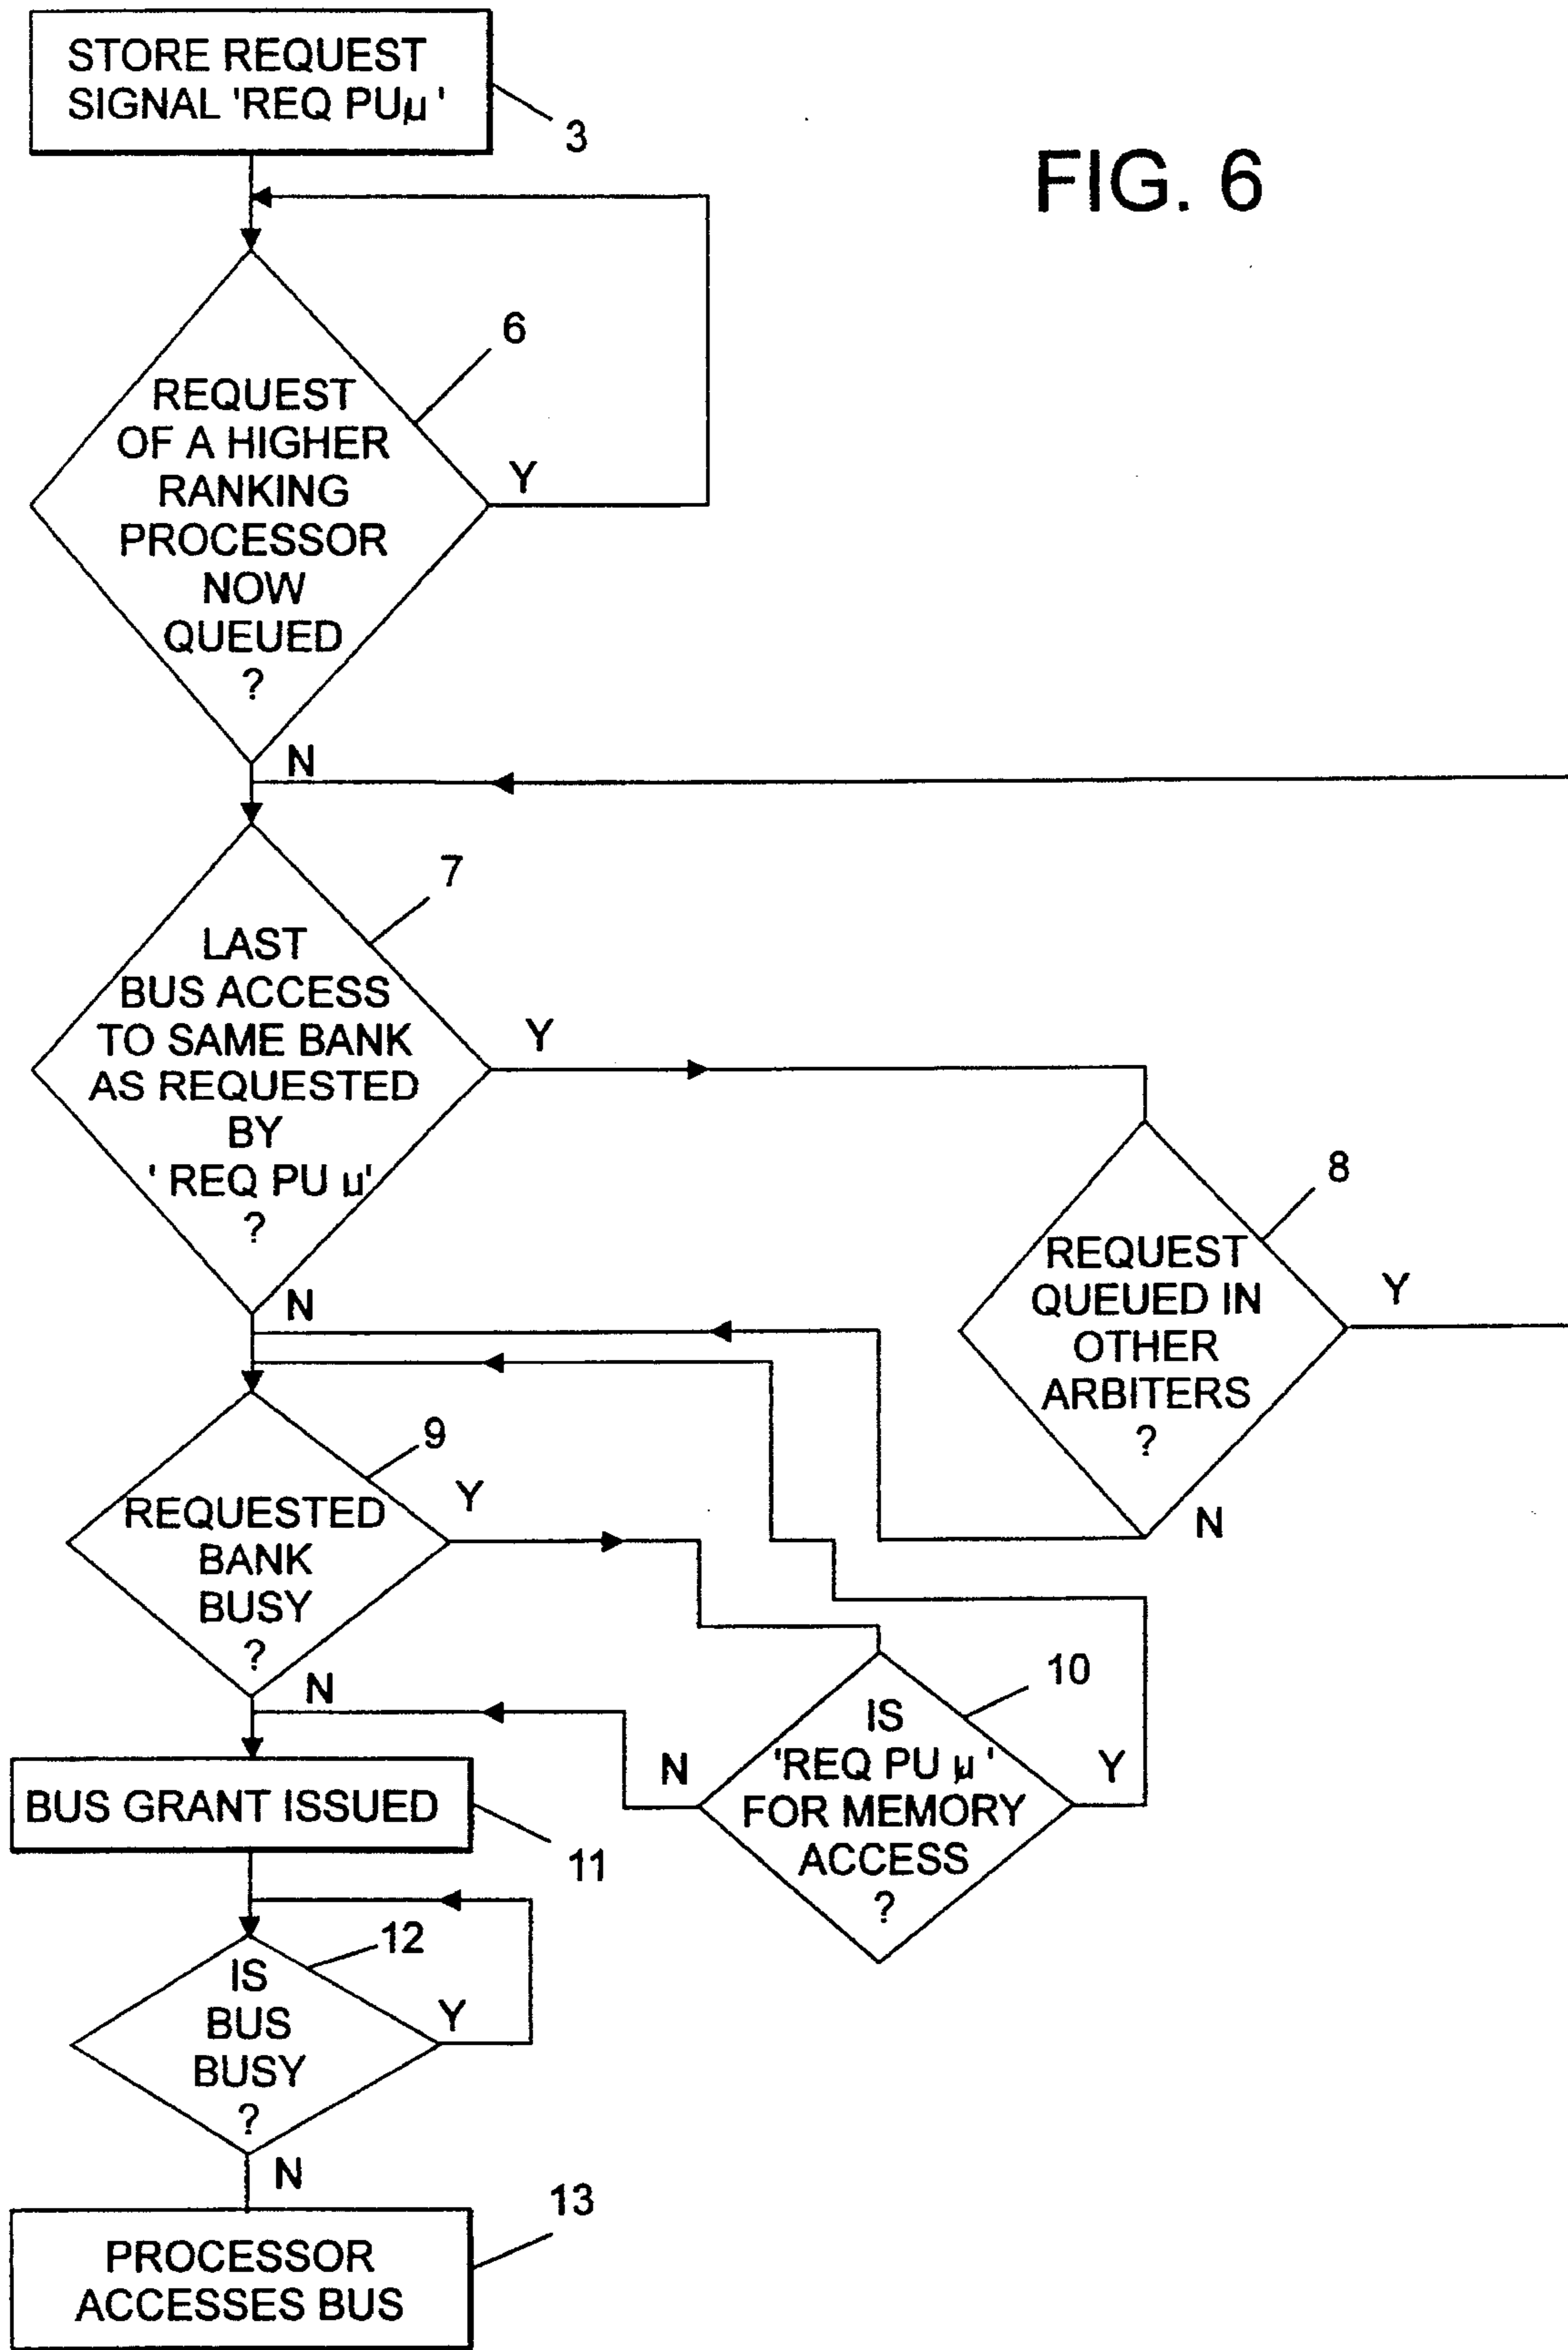 STORE REQUEST
SIGNAL 'REQ PUμ'
3
FIG. 6
6
REQUEST
OF A HIGHER
RANKING
PROCESSOR
NOW
QUEUED
?
Y
N
7
LAST
BUS ACCESS
TO SAME BANK
AS REQUESTED
BY
' REQ PU μ'
?
Y
N
8
REQUEST
QUEUED IN
OTHER
ARBITERS
?
Y
N
9
REQUESTED
BANK
BUSY
?
Y
N
10
IS
'REQ PU μ'
FOR MEMORY
ACCESS
?
N
Y
BUS GRANT ISSUED
11
12
IS
BUS
BUSY
?
Y
N
13
PROCESSOR
ACCESSES BUS